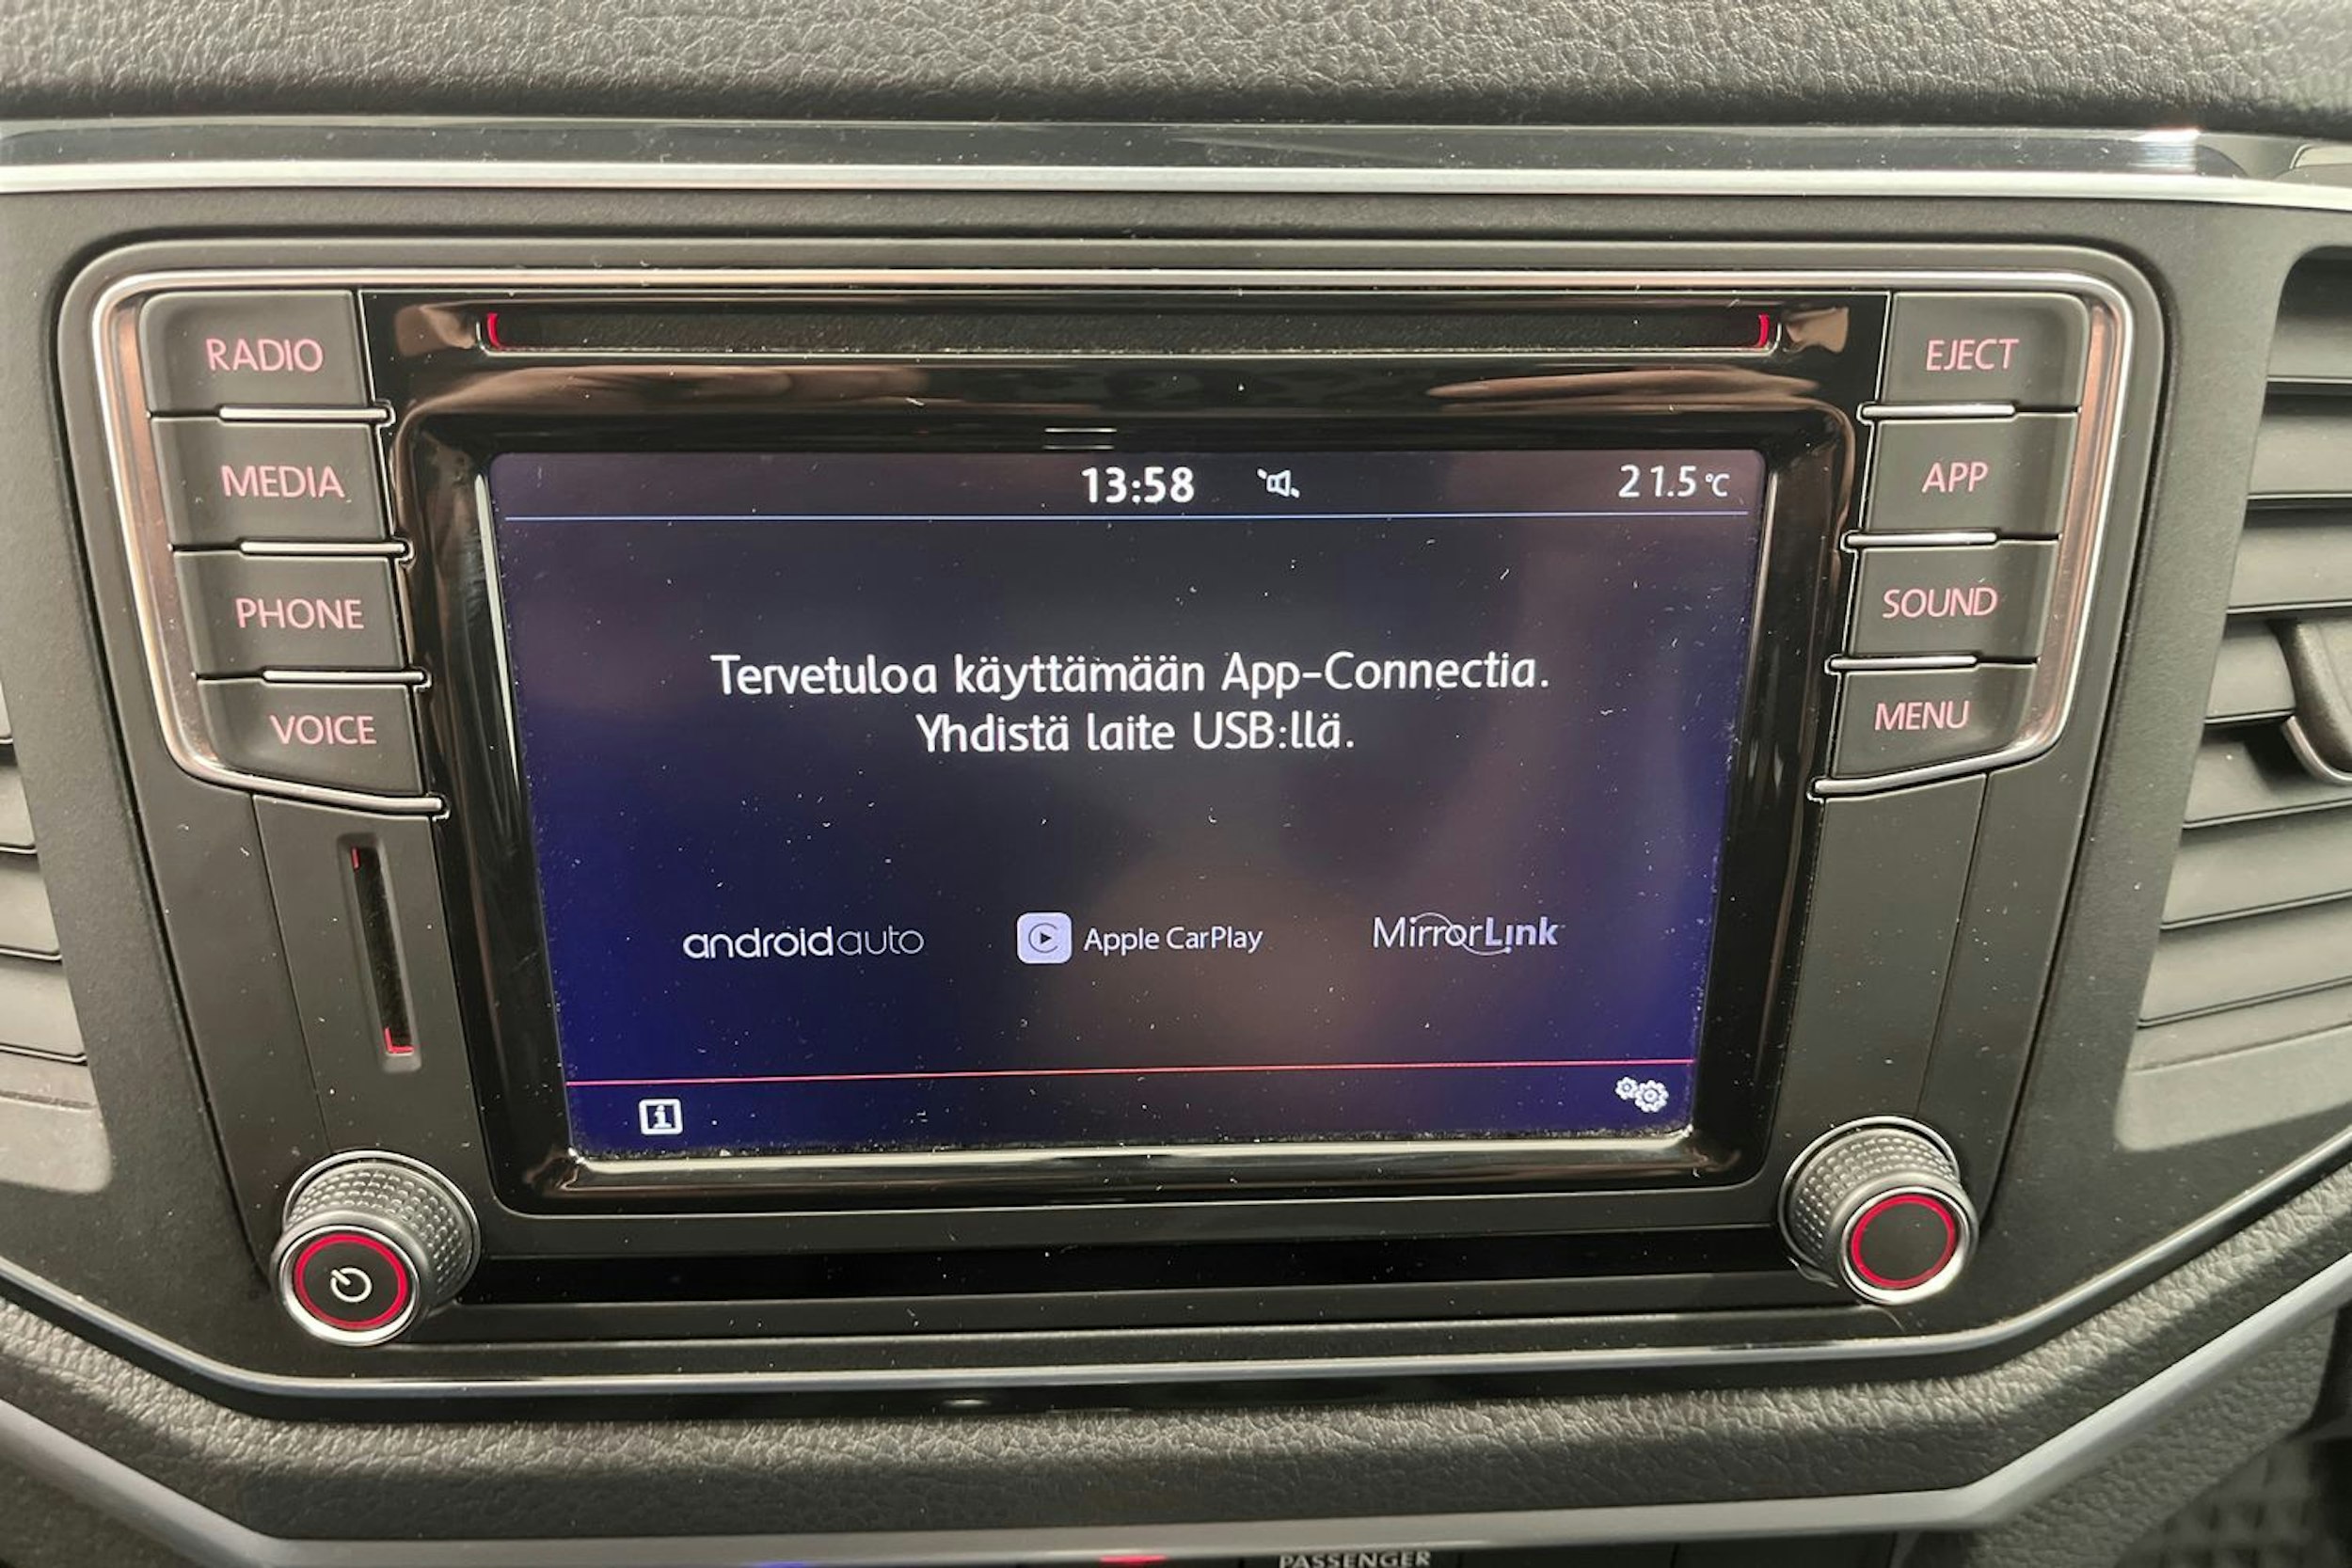 RADIO
MEDIA
PHONE
VOICE
EJECT
APP
SOUND
MENU
13:58
21.5 °C
Tervetuloa käyttämään App-Connectia.
Yhdistä laite USB:llä.
androidauto
Apple CarPlay
MirrorLink
PASSENGER